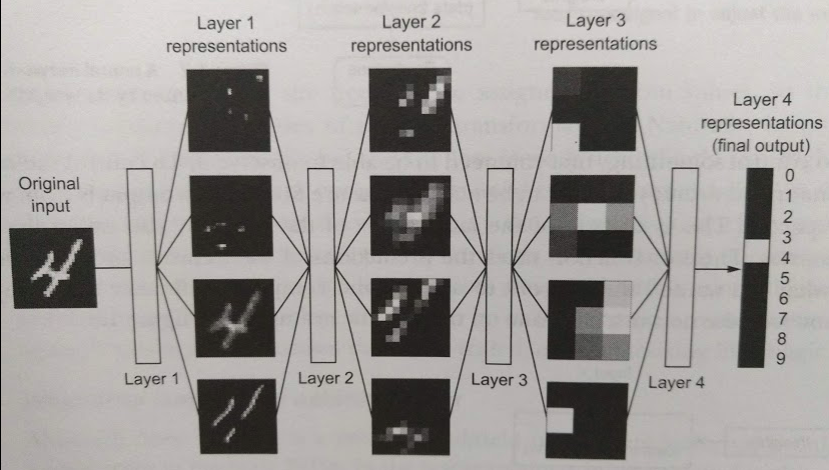 Layer 1
representations
Layer 2
representations
Layer 3
representations
Layer 4
representations
(final output)
Original
input
0
1
2
3
4
5
6
7
8
9
Layer 1
Layer 2
Layer 3
Layer 4